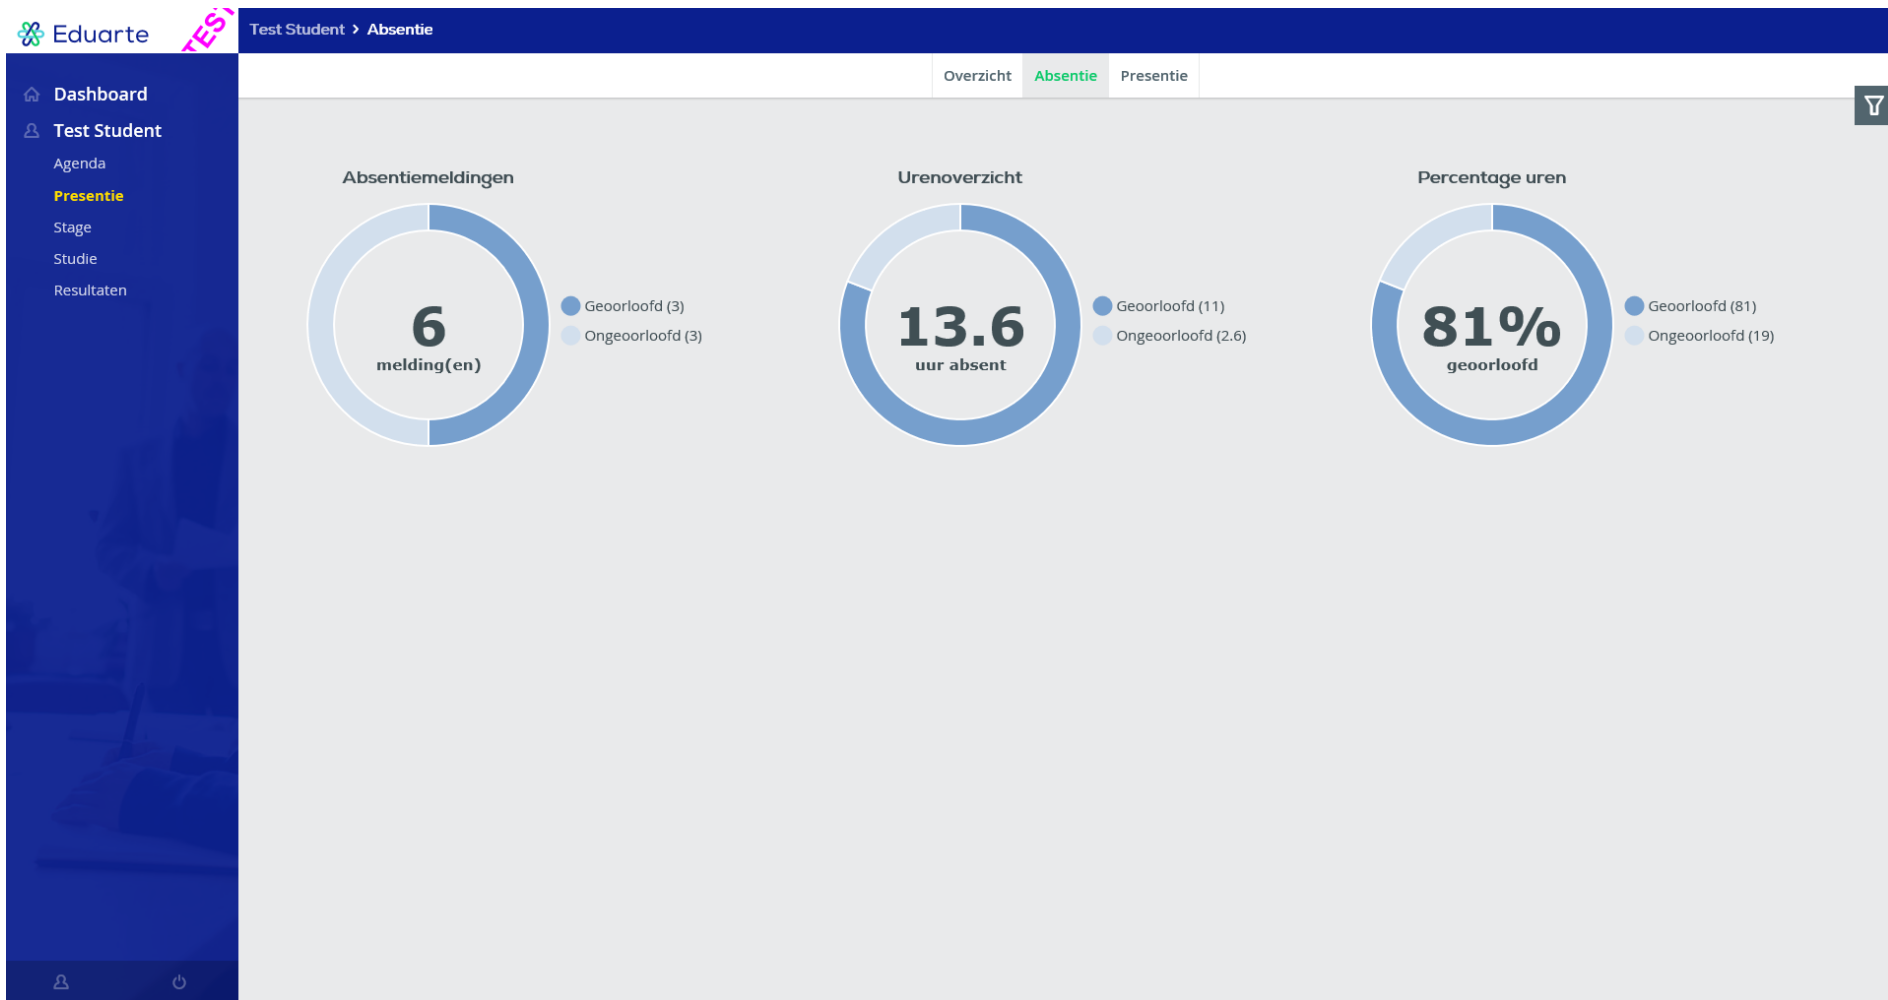 Eduarte
TEST
Test Student > Absentie
Overzicht Absentie Presentie
Dashboard
Test Student
Agenda
Presentie
Stage
Studie
Resultaten
Absentiemeldingen
6
melding(en)
Geoorloofd (3)
Ongeoorloofd (3)
Urenoverzicht
13.6
uur absent
Geoorloofd (11)
Ongeoorloofd (2.6)
Percentage uren
81%
geoorloofd
Geoorloofd (81)
Ongeoorloofd (19)